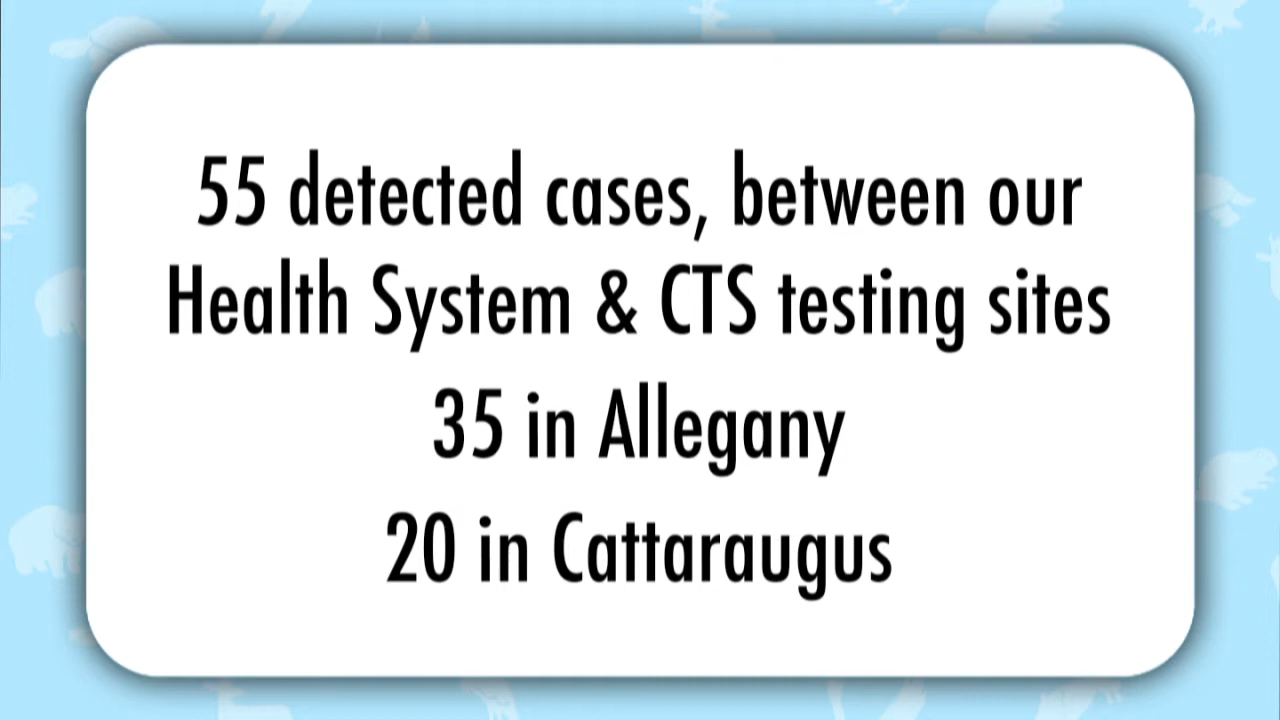 55 detected cases, between our
Health System & CTS testing sites
35 in Allegany
20 in Cattaraugus